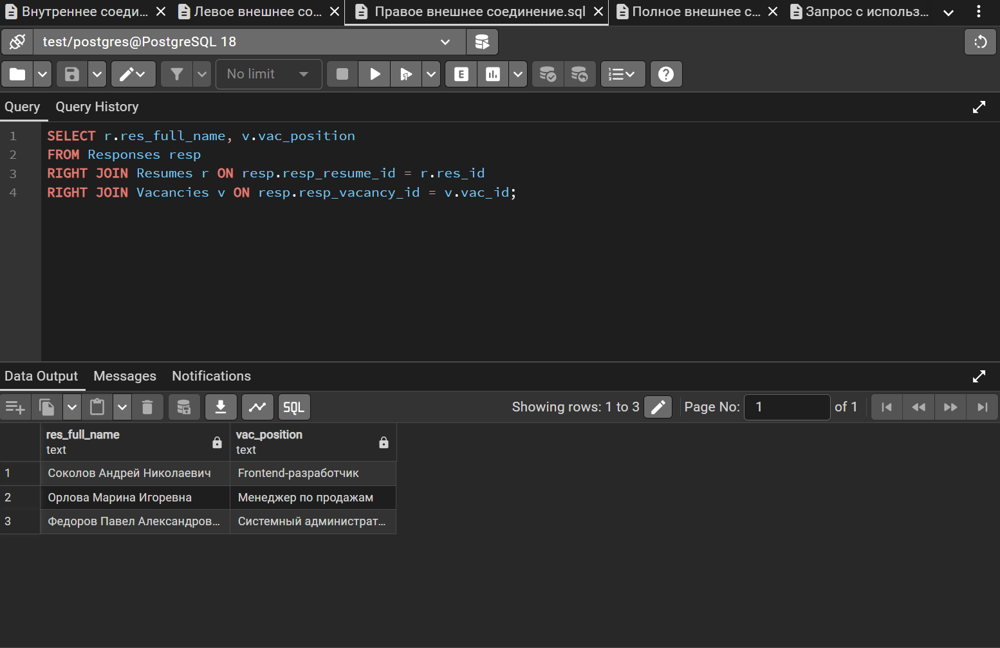 Внутреннее соеди...
Левое внешнее со...
Правое внешнее соединение.sql
Полное внешнее с...
Запрос с использ...
test/postgres@PostgreSQL 18
No limit
E
Query
Query History
1 SELECT r.res_full_name, v.vac_position
2 FROM Responses resp
3 RIGHT JOIN Resumes r ON resp.resp_resume_id = r.res_id
4 RIGHT JOIN Vacancies v ON resp.resp_vacancy_id = v.vac_id;
Data Output
Messages
Notifications
SQL
Showing rows: 1 to 3
Page No: 1 of 1
res_full_name
text
vac_position
text
1 Соколов Андрей Николаевич Frontend-разработчик
2 Орлова Марина Игоревна Менеджер по продажам
3 Федоров Павел Александров... Системный администрат...